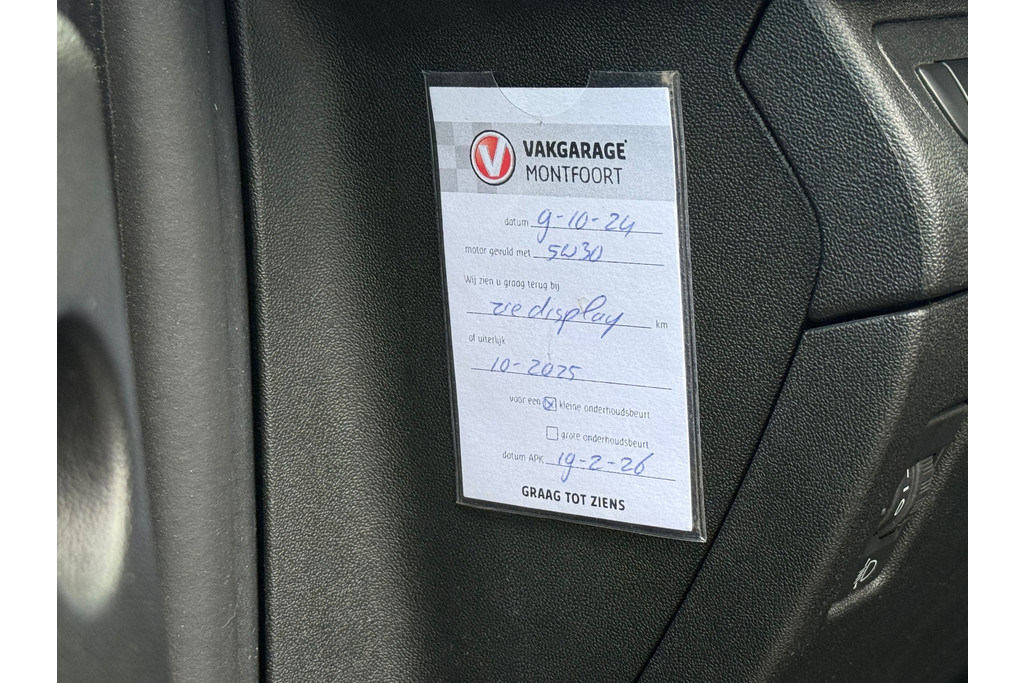 V VAKGARAGE
MONTFOORT
datum 9-10-24
motor gevuld met 5W30
Wij zien u graag terug bij
zie display km
of uiterlijk
10-2025
voor een kleine onderhoudsbeurt
grote onderhoudsbeurt
datum APK 19-2-26
GRAAG TOT ZIENS
0